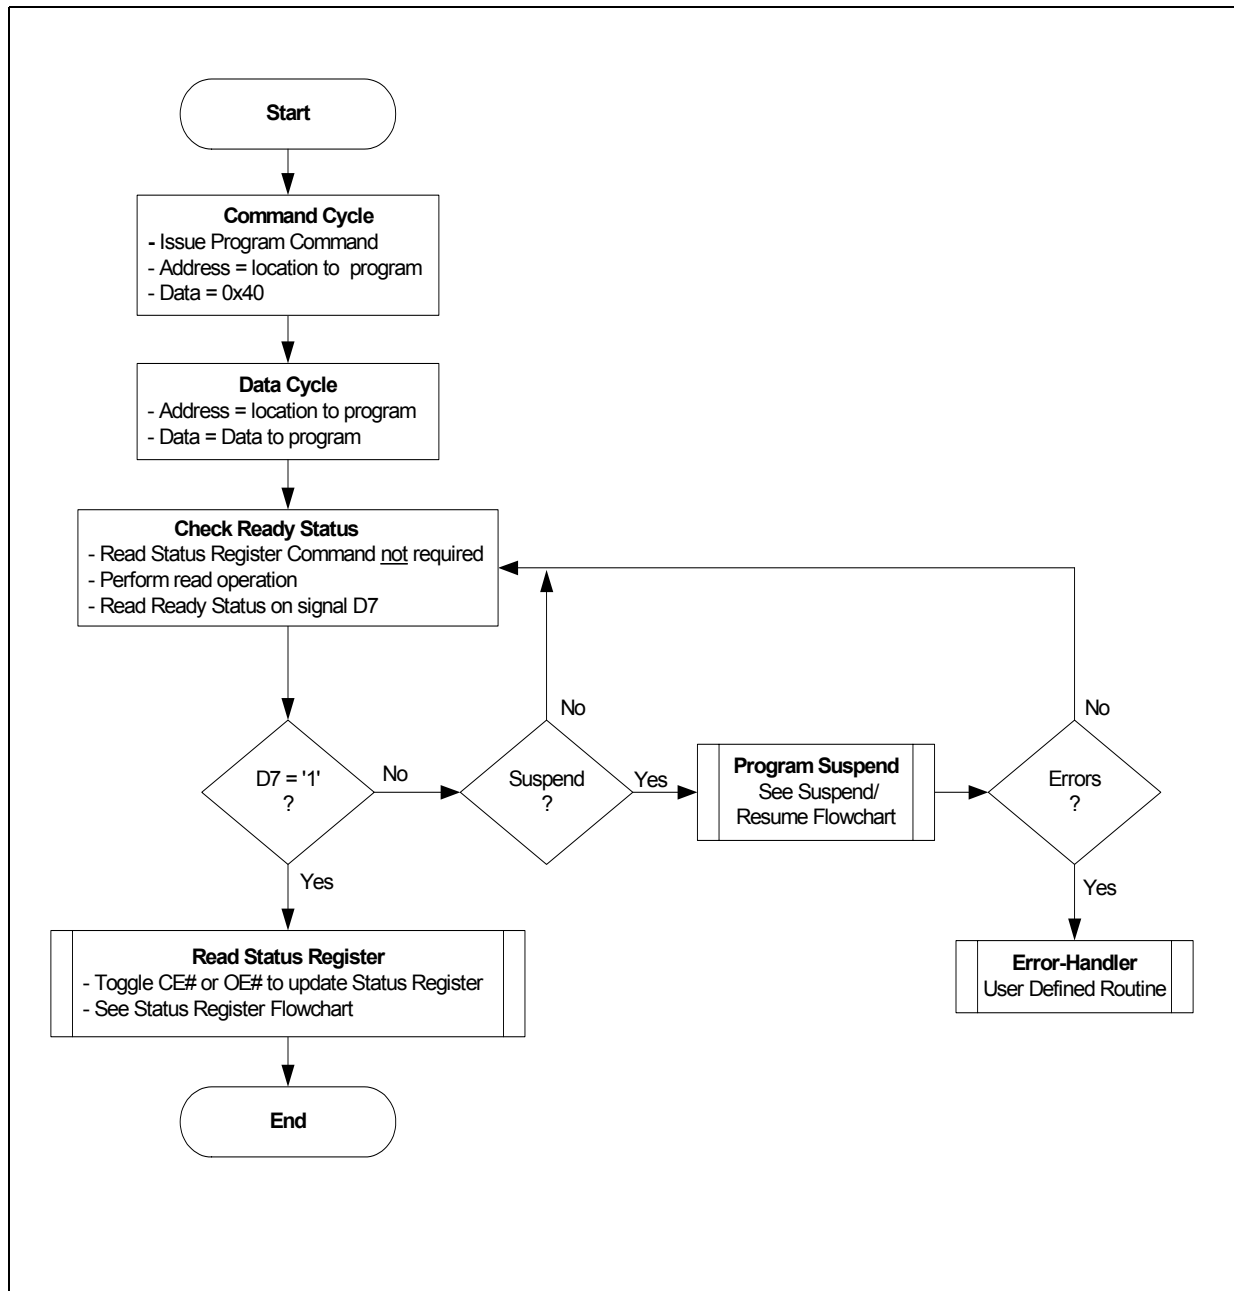 Start
Command Cycle
- Issue Program Command
- Address = location to program
- Data = 0x40
Data Cycle
- Address = location to program
- Data = Data to program
Check Ready Status
- Read Status Register Command not required
- Perform read operation
- Read Ready Status on signal D7
D7 = '1'
?
No
Yes
Suspend
?
No
Yes
Program Suspend
See Suspend/
Resume Flowchart
Errors
?
No
Yes
Error-Handler
User Defined Routine
Read Status Register
- Toggle CE# or OE# to update Status Register
- See Status Register Flowchart
End